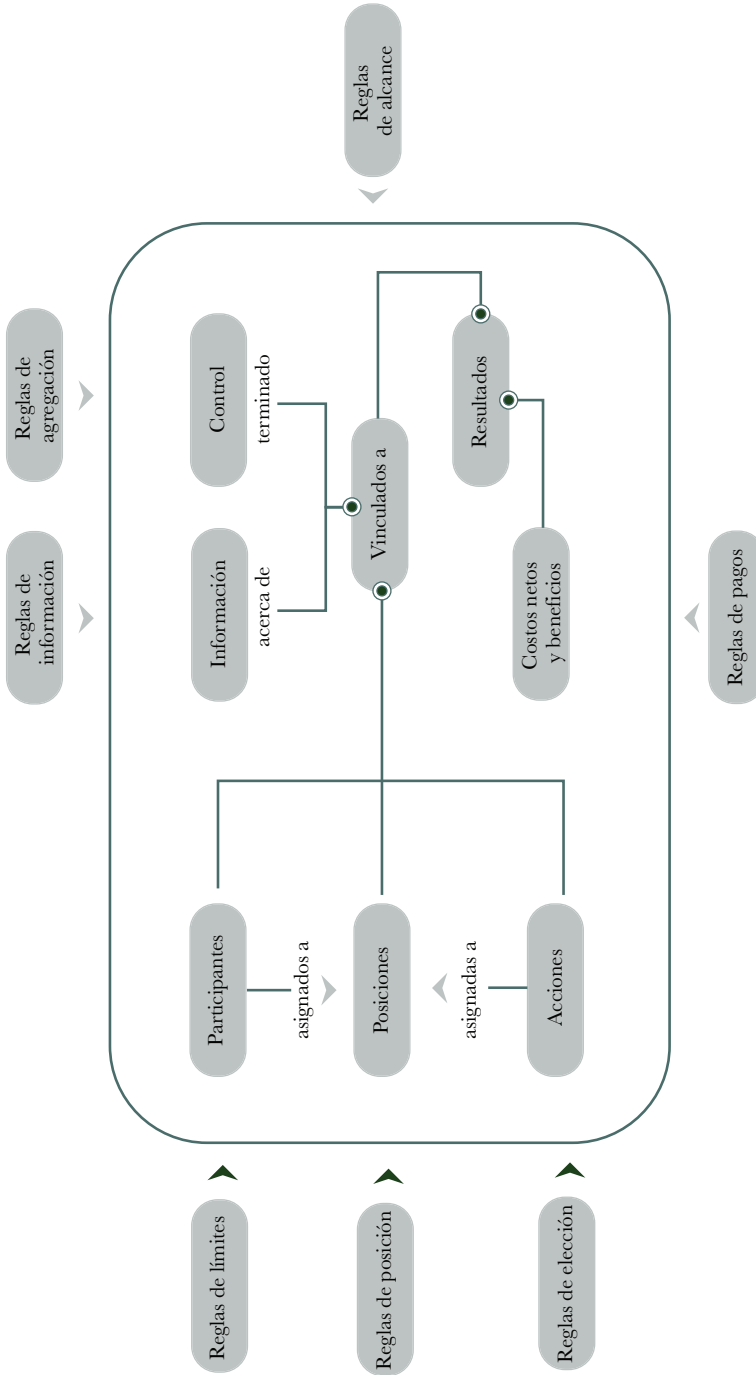 Reglas de
información
Reglas de
agregación
Reglas de límites
Participantes
Información
Control
acerca de
terminado
asignados a
Reglas de posición
Posiciones
Vinculados a
Reglas
de alcance
asignadas a
Resultados
Reglas de elección
Acciones
Costos netos
y beneficios
Reglas de pagos